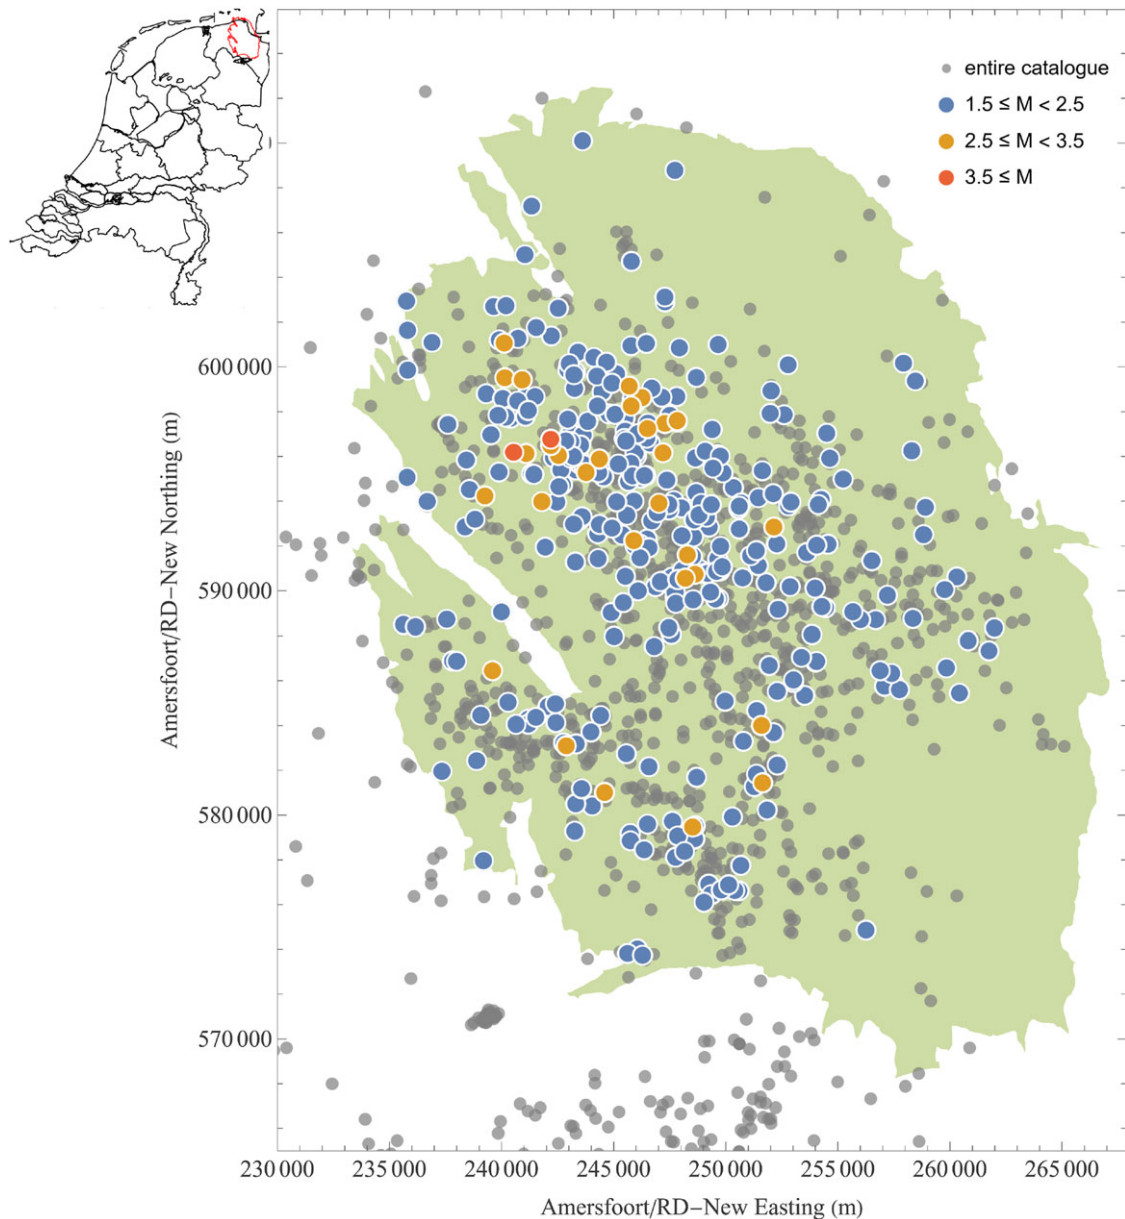 entire catalogue
1.5 ≤ M < 2.5
2.5 ≤ M < 3.5
3.5 ≤ M
Amersfoort/RD−New Northing (m)
600 000
590 000
580 000
570 000
230 000 235 000 240 000 245 000 250 000 255 000 260 000 265 000
Amersfoort/RD−New Easting (m)